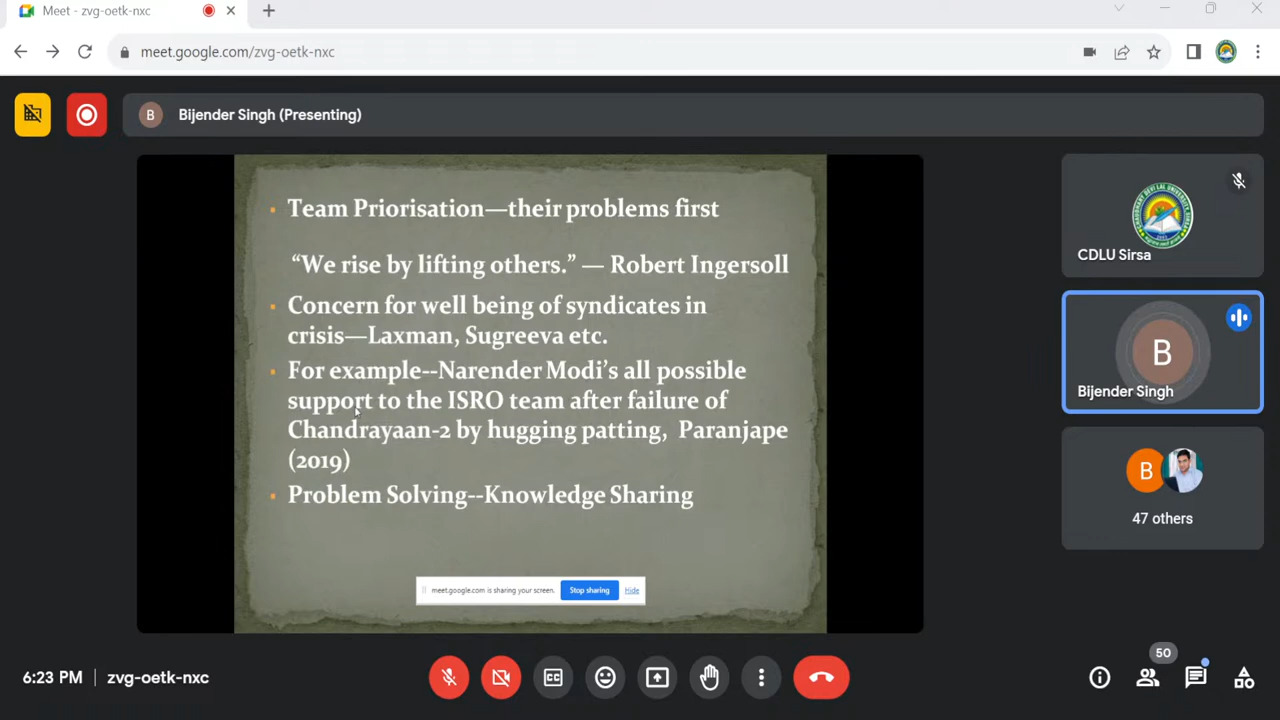 Meet - zvg-oetk-nxc
meet.google.com/zvg-oetk-nxc
B
Bijender Singh (Presenting)
Team Priorisation—their problems first
“We rise by lifting others.” — Robert Ingersoll
Concern for well being of syndicates in
crisis—Laxman, Sugreeva etc.
For example--Narender Modi’s all possible
support to the ISRO team after failure of
Chandrayaan-2 by hugging patting, Paranjape
(2019)
Problem Solving--Knowledge Sharing
meet.google.com is sharing your screen. Stop sharing Hide
CDLU Sirsa
B
Bijender Singh
B
47 others
6:23 PM | zvg-oetk-nxc
50